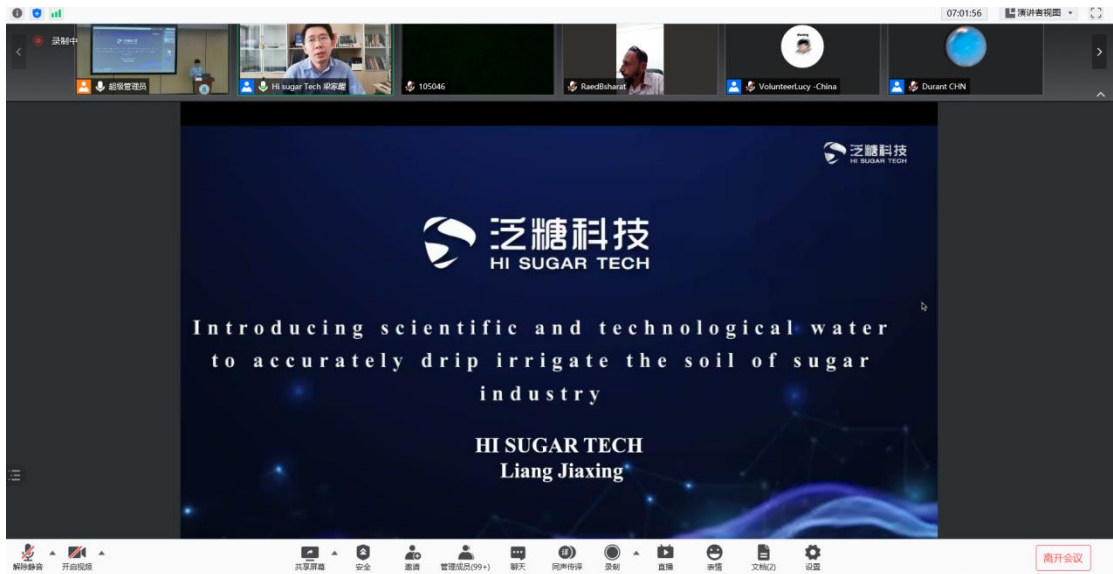 07:01:56
演讲者视图
录制中
超级管理员
Hi sugar Tech 梁家醒
105046
RaedBsharat
VolunteerLucy -China
Durant CHN
泛糖科技
HI SUGAR TECH
泛糖科技
HI SUGAR TECH
Introducing scientific and technological water
to accurately drip irrigate the soil of sugar
industry
HI SUGAR TECH
Liang Jiaxing
解除静音
开启视频
共享屏幕
安全
邀请
管理成员(99+)
聊天
同声传译
录制
直播
表情
文档(2)
设置
离开会议